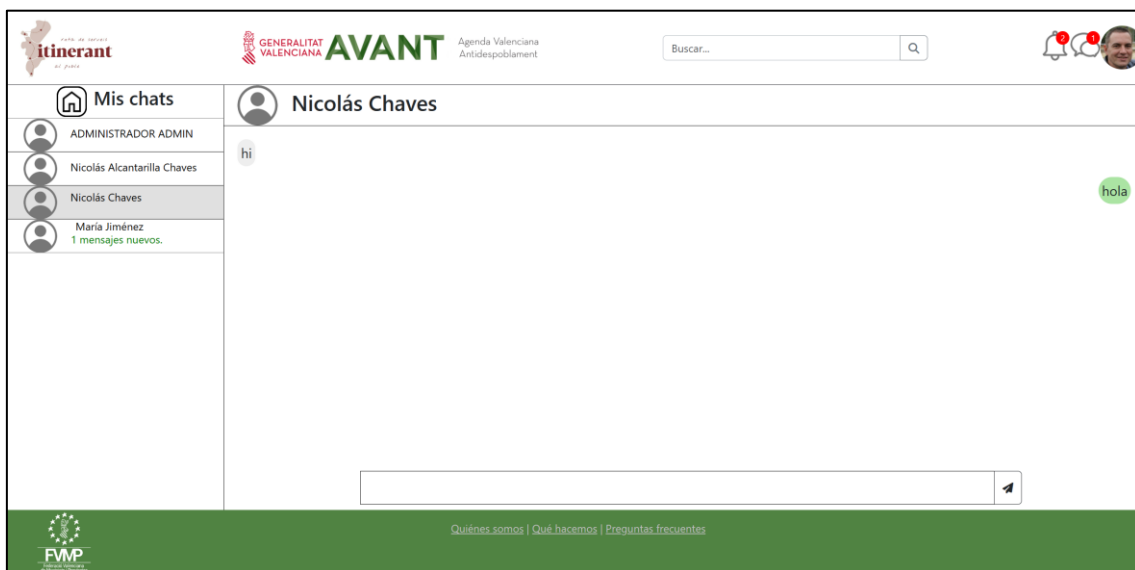 itinerant
GENERALITAT
VALENCIANA
AVANT
Agenda Valenciana
Antidespoblament
Buscar...
2
1
Mis chats
ADMINISTRADOR ADMIN
Nicolás Alcantarilla Chaves
Nicolás Chaves
María Jiménez
1 mensajes nuevos.
Nicolás Chaves
hi
hola
Quiénes somos | Qué hacemos | Preguntas frecuentes
FVMP